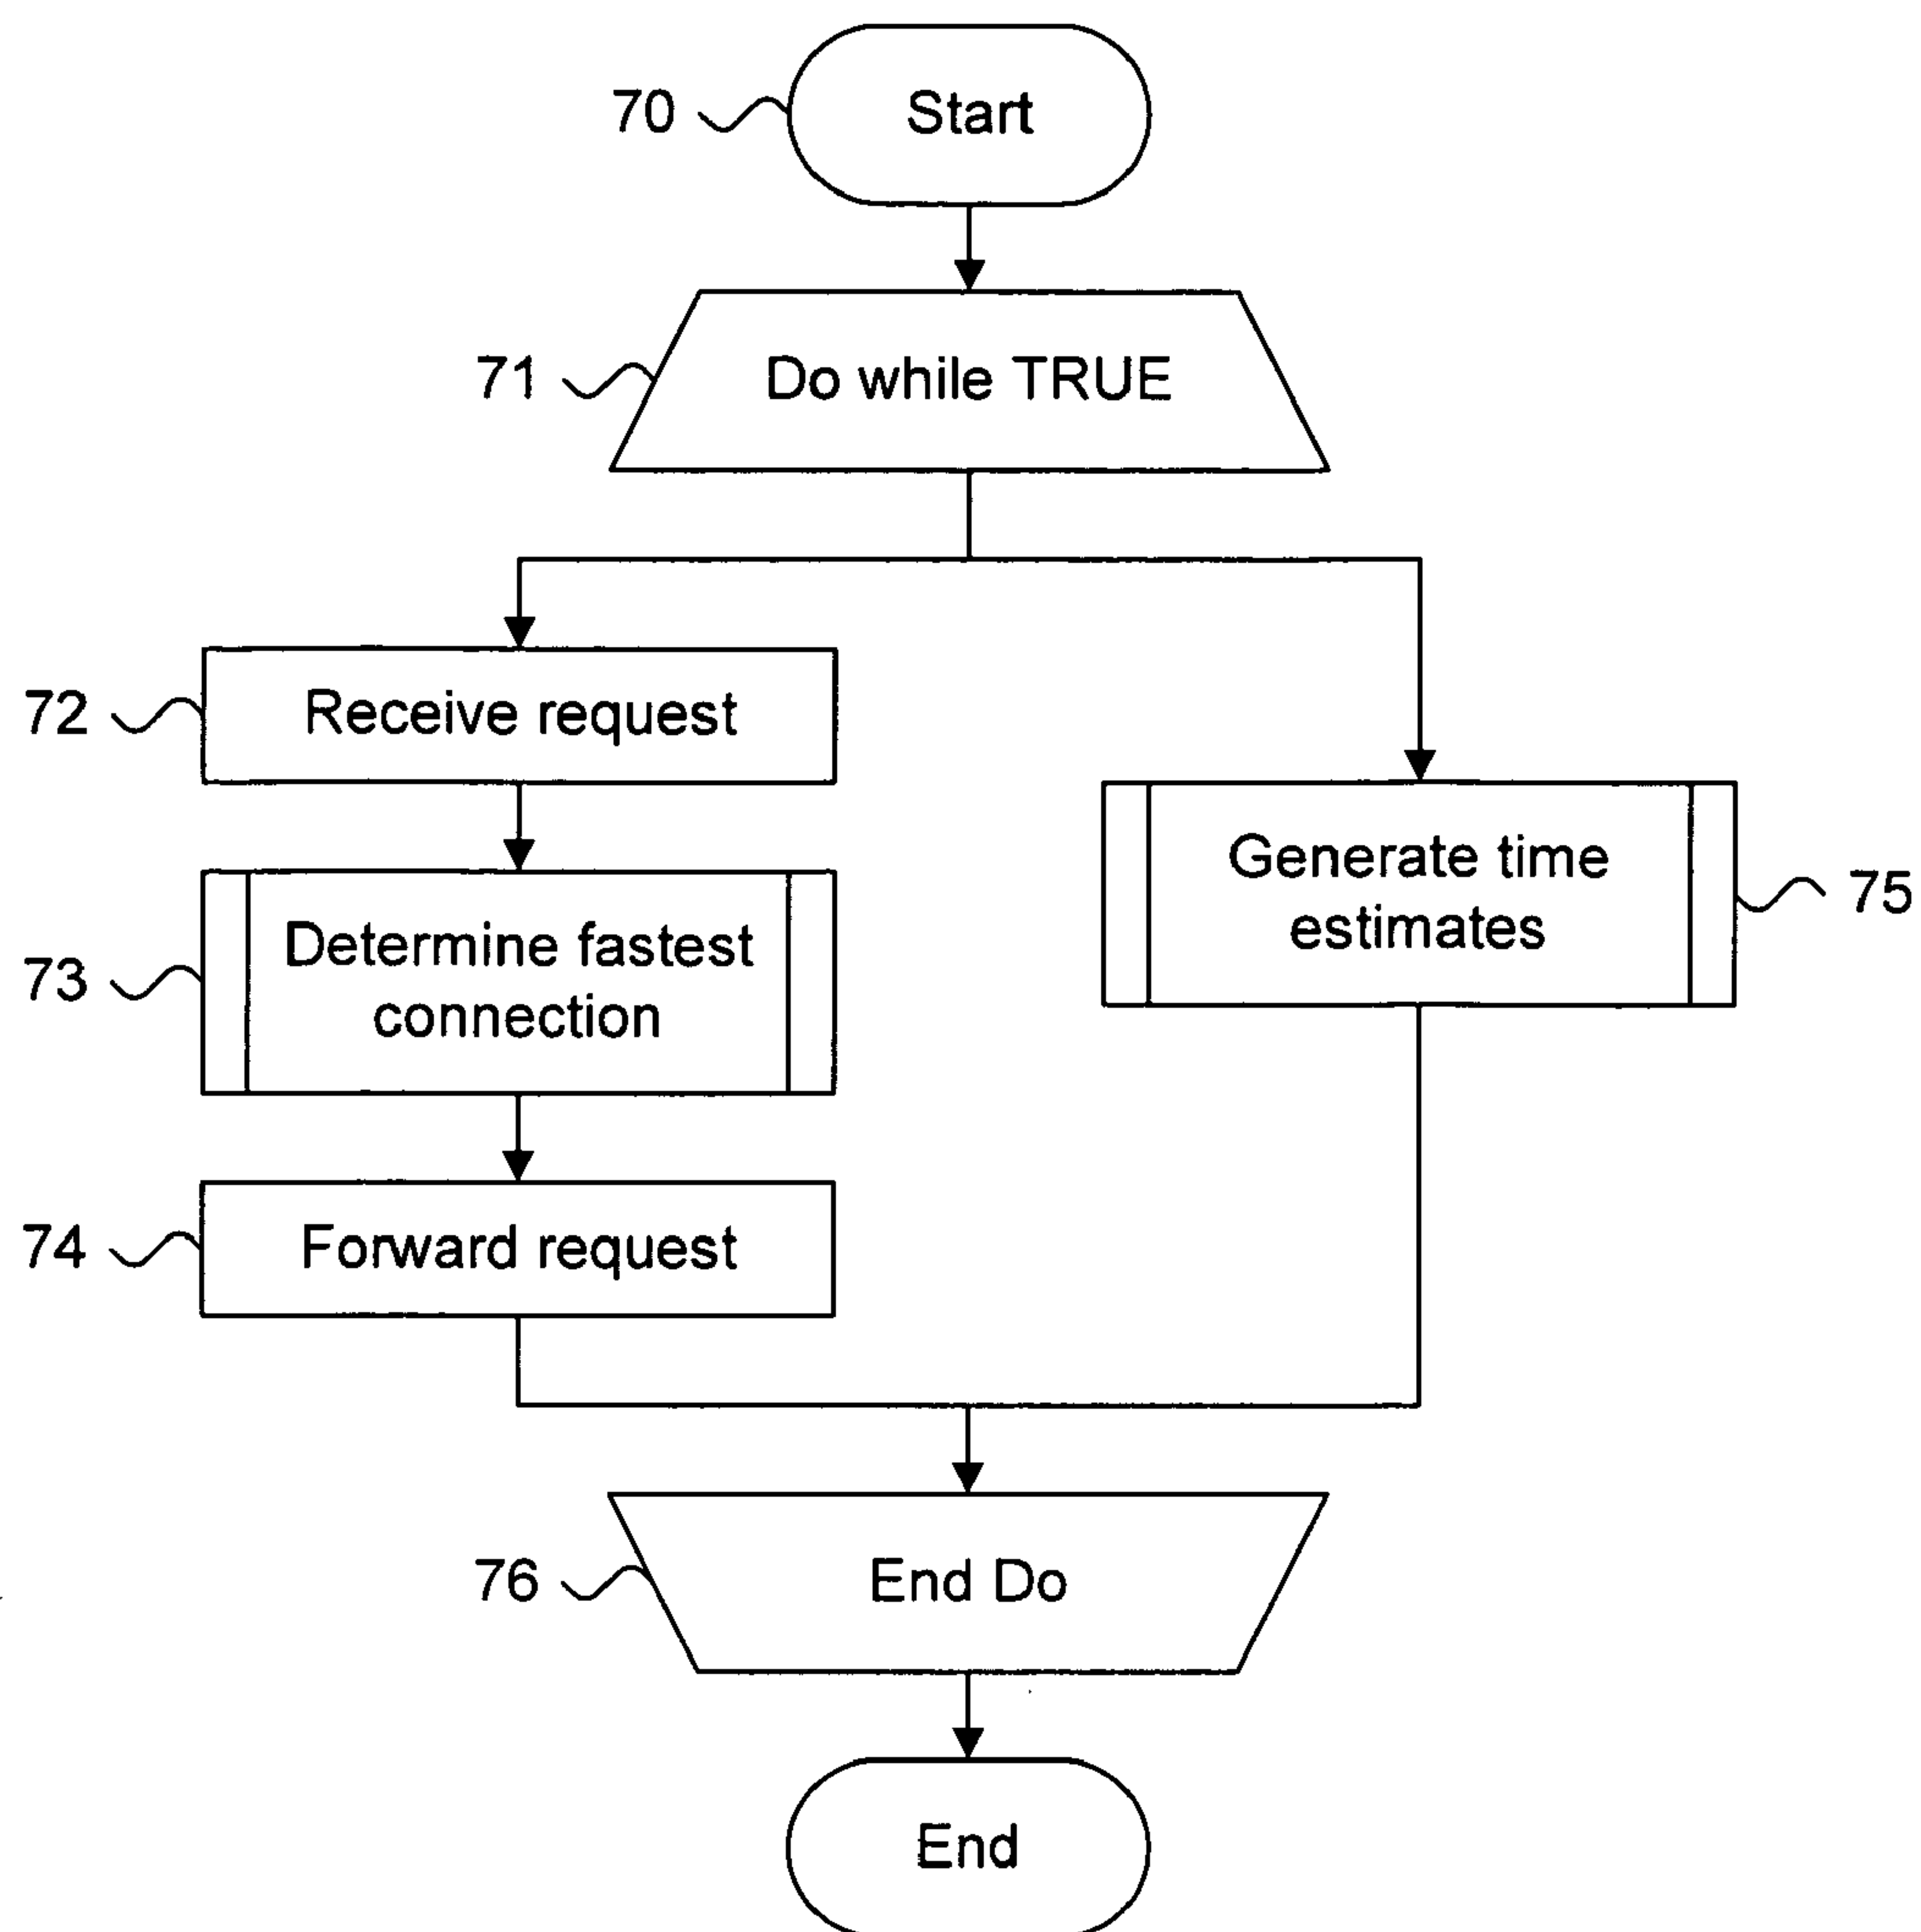 70
Start
71
Do while TRUE
72
Receive request
73
Determine fastest
connection
74
Forward request
Generate time
estimates
75
76
End Do
End